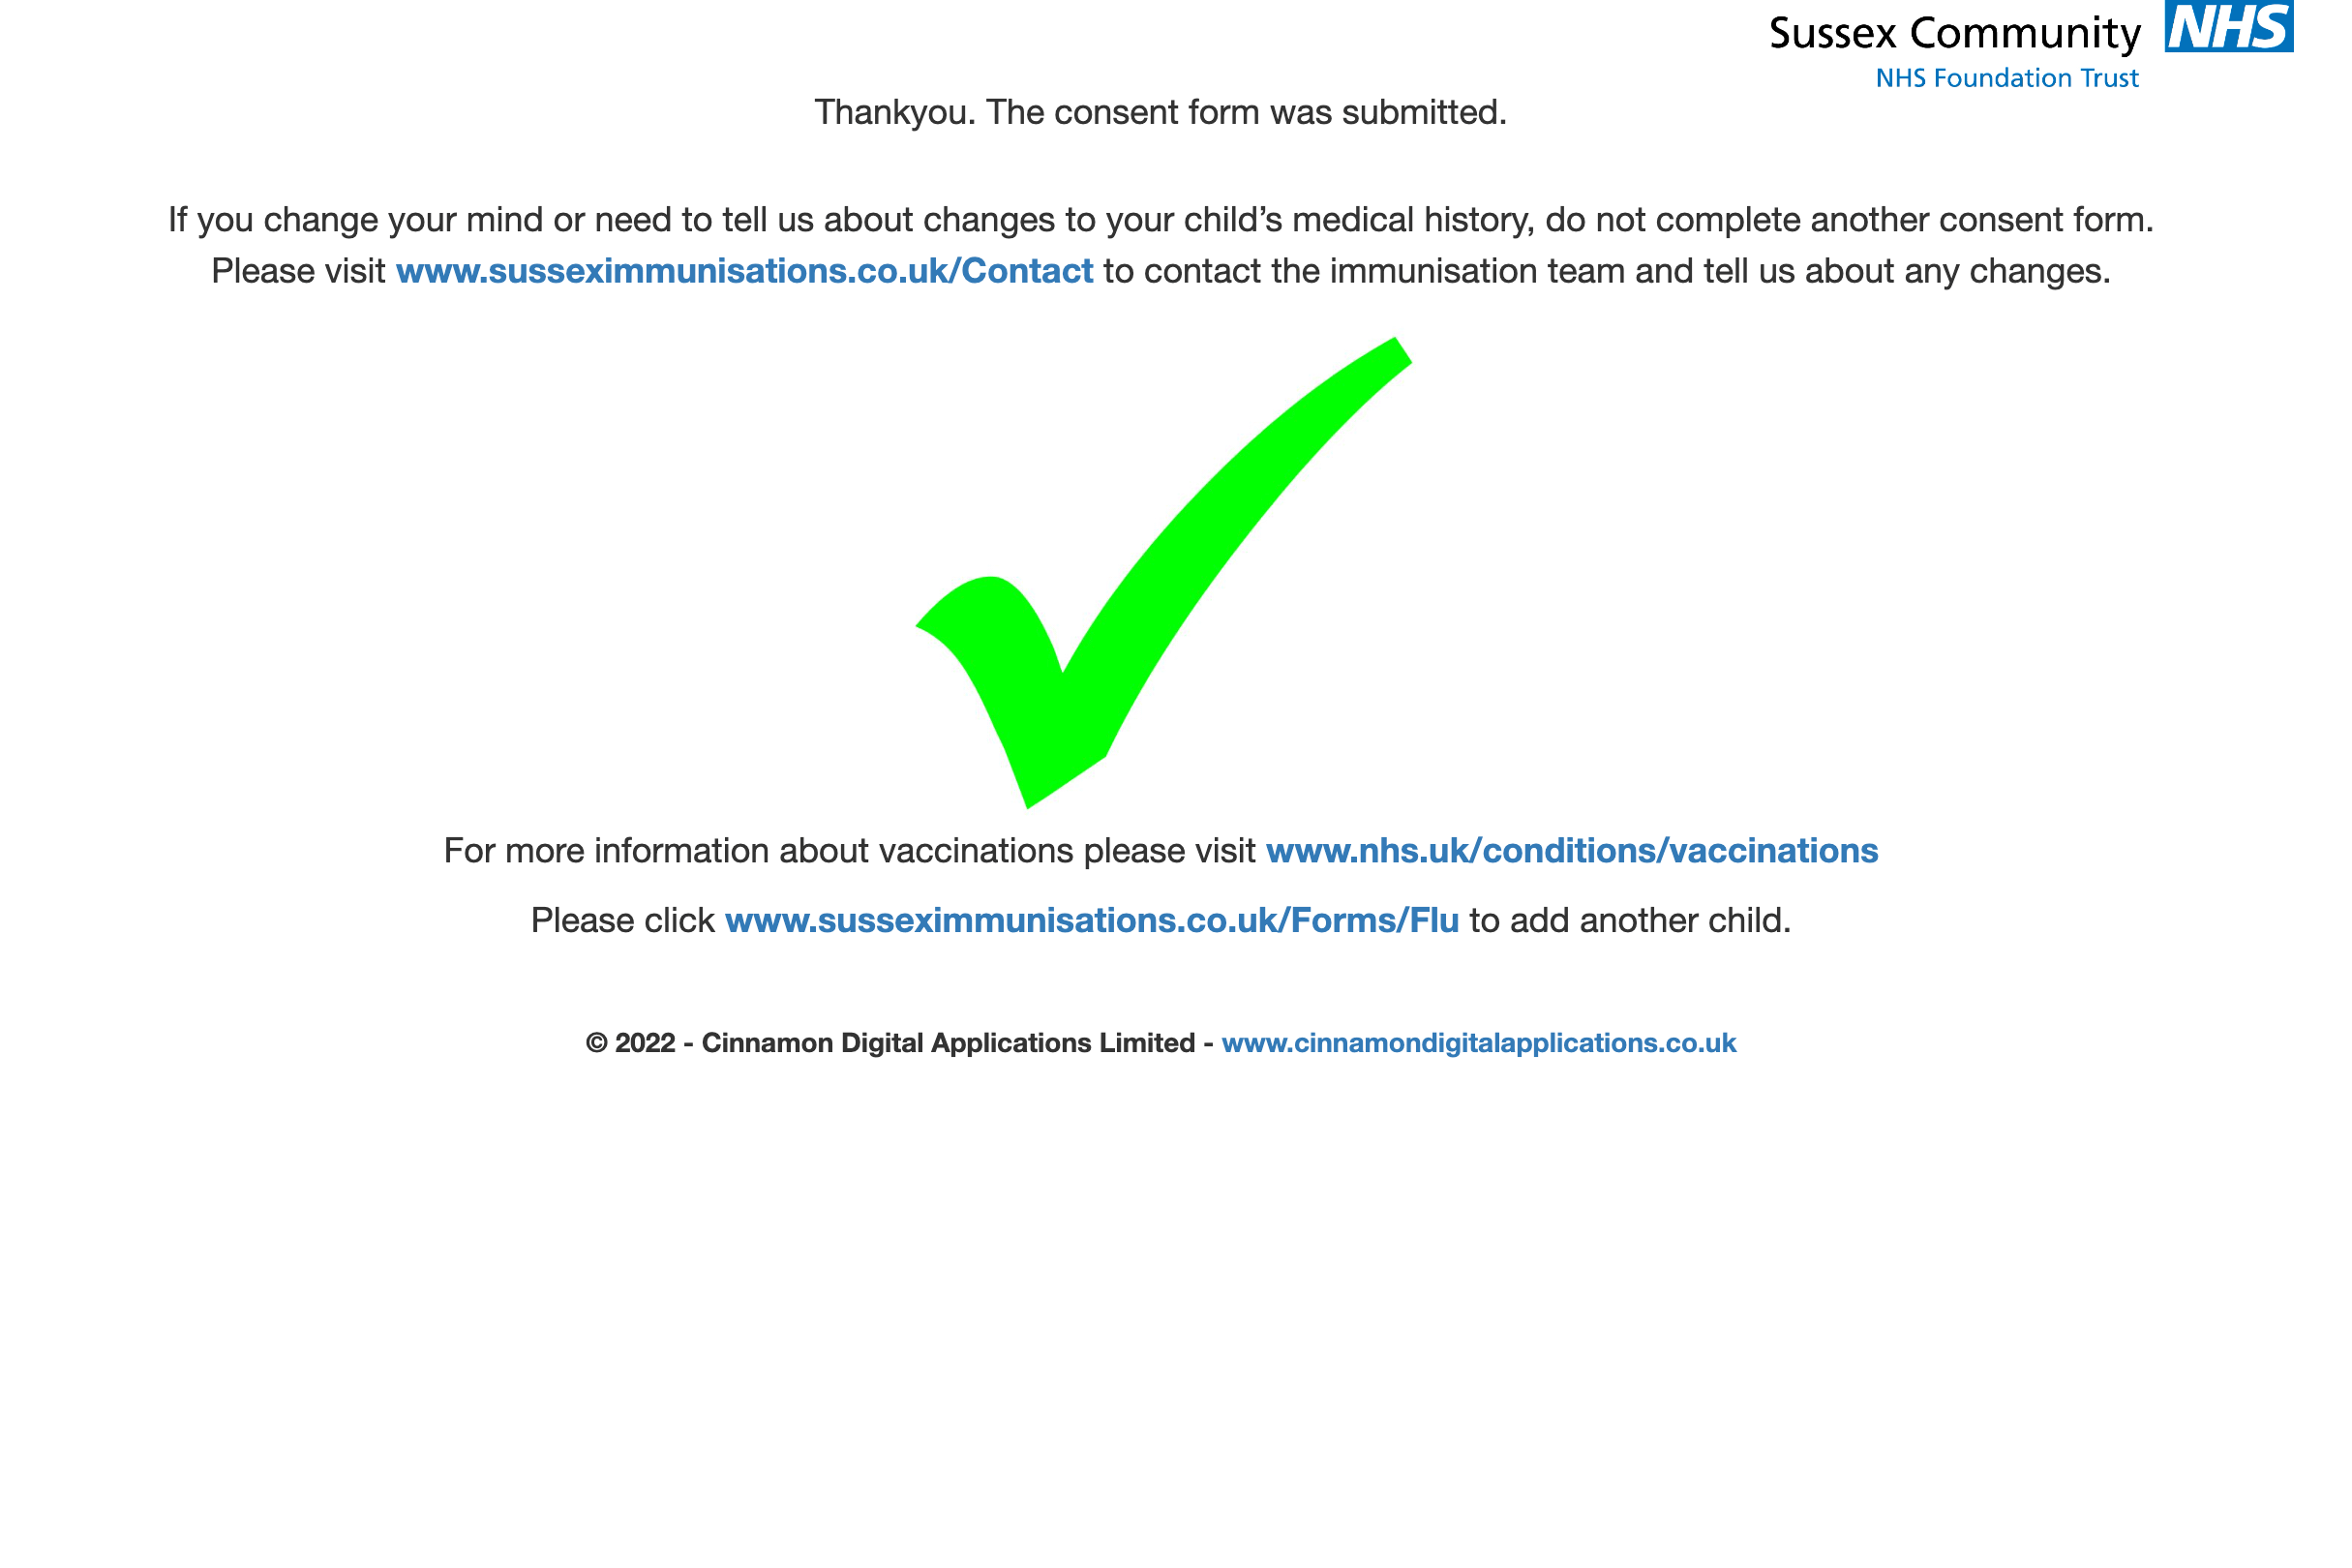 Sussex Community NHS
NHS Foundation Trust
Thankyou. The consent form was submitted.
If you change your mind or need to tell us about changes to your child’s medical history, do not complete another consent form.
Please visit www.susseximmunisations.co.uk/Contact to contact the immunisation team and tell us about any changes.
For more information about vaccinations please visit www.nhs.uk/conditions/vaccinations
Please click www.susseximmunisations.co.uk/Forms/Flu to add another child.
© 2022 - Cinnamon Digital Applications Limited - www.cinnamondigitalapplications.co.uk